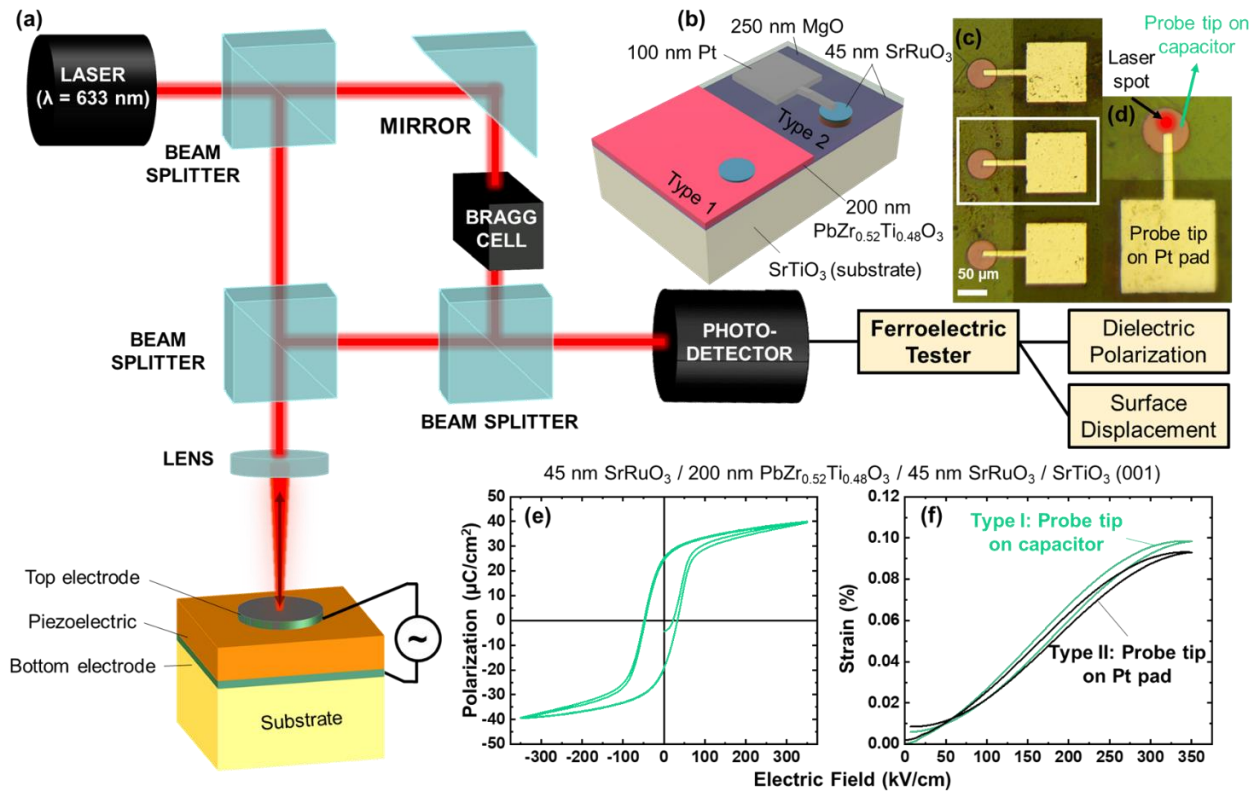 (a)
LASER
(λ = 633 nm)
BEAM
SPLITTER
MIRROR
BRAGG
CELL
BEAM
SPLITTER
BEAM SPLITTER
PHOTO-
DETECTOR
Ferroelectric
Tester
Dielectric
Polarization
Surface
Displacement
LENS
Top electrode
Piezoelectric
Bottom electrode
Substrate
~
(b)
250 nm MgO
100 nm Pt
45 nm SrRuO3
Type 2
Type 1
200 nm
PbZr0.52Ti0.48O3
SrTiO3 (substrate)
(c)
50 µm
Probe tip on
capacitor
Laser
spot
(d)
Probe tip
on Pt pad
45 nm SrRuO3 / 200 nm PbZr0.52Ti0.48O3 / 45 nm SrRuO3 / SrTiO3 (001)
(e)
Polarization (µC/cm2)
50
40
30
20
10
0
-10
-20
-30
-40
-50
-300 -200 -100 0 100 200 300
(f)
Type I: Probe tip
on capacitor
Type II: Probe tip
on Pt pad
Strain (%)
0.12
0.10
0.08
0.06
0.04
0.02
0.00
0 50 100 150 200 250 300 350
Electric Field (kV/cm)